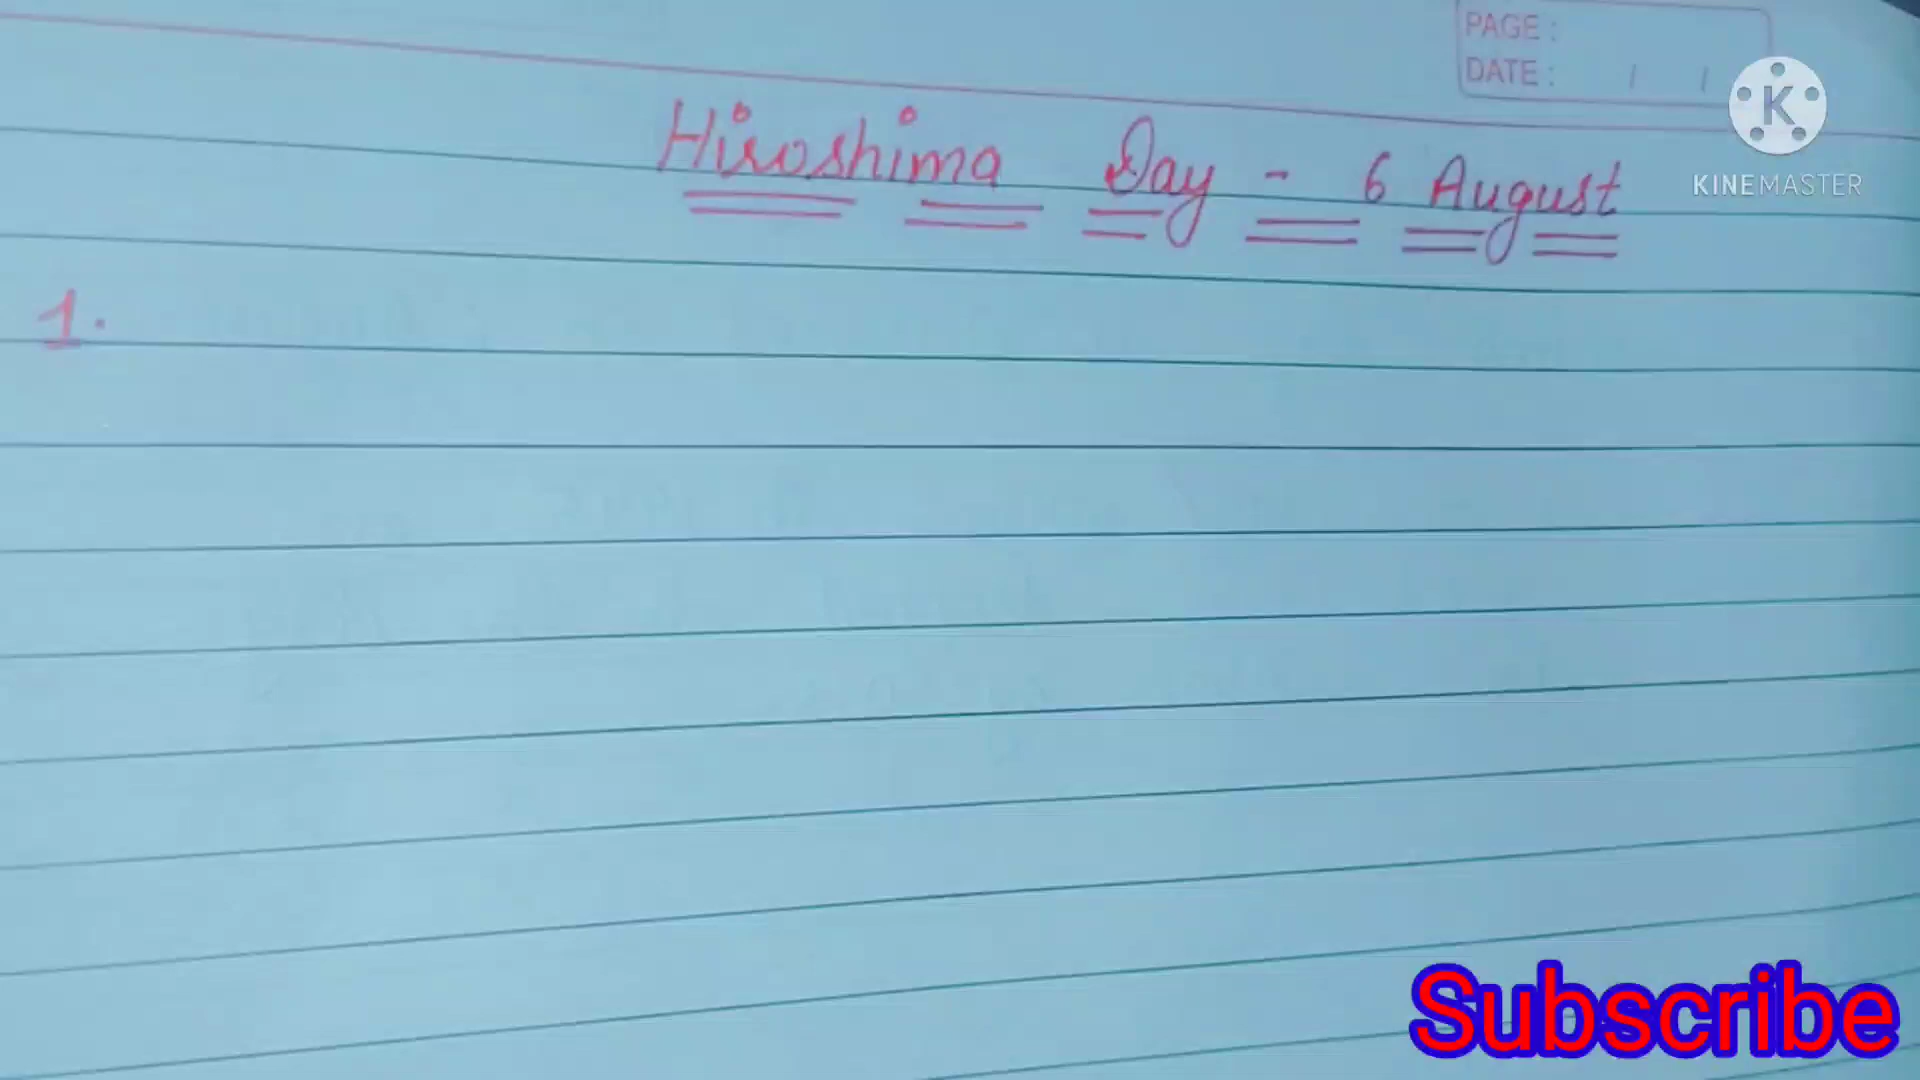 PAGE :
DATE :
K
KINEMASTER
Hiroshima Day - 6 August
1.
Subscribe